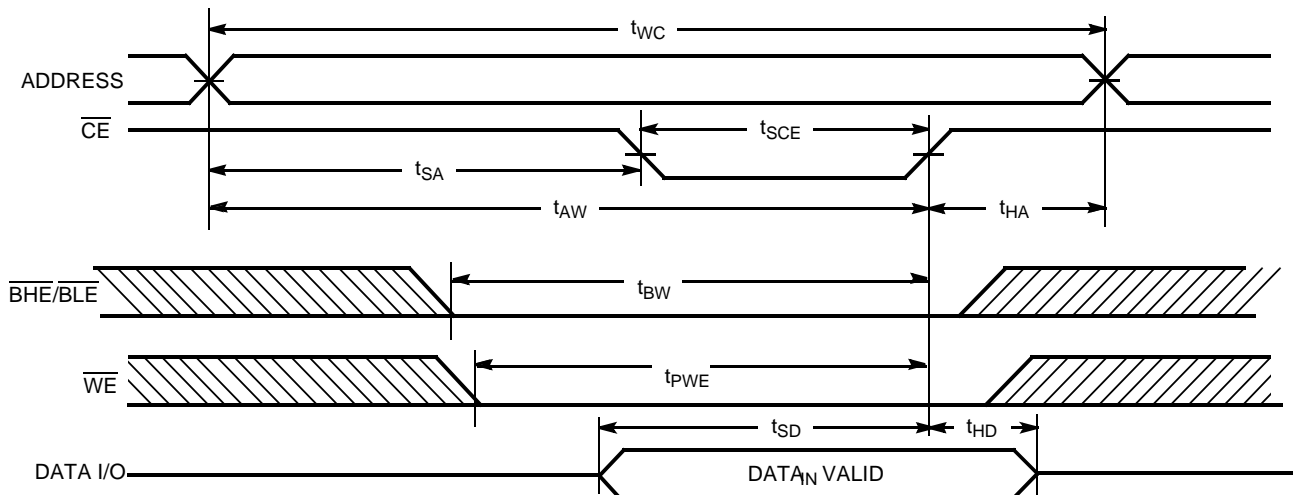 tWC
ADDRESS
CE
tSCE
tSA
tAW
tHA
BHE/BLE
tBW
WE
tPWE
tSD
tHD
DATA I/O
DATAIN VALID